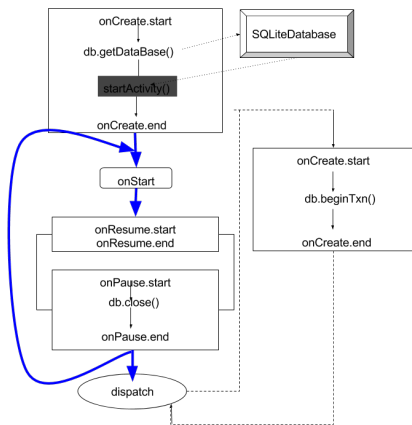 onCreate.start
db.getDataBase()
startActivity()
onCreate.end
SQLiteDatabase
onStart
onResume.start
onResume.end
onPause.start
db.close()
onPause.end
dispatch
onCreate.start
db.beginTxn()
onCreate.end